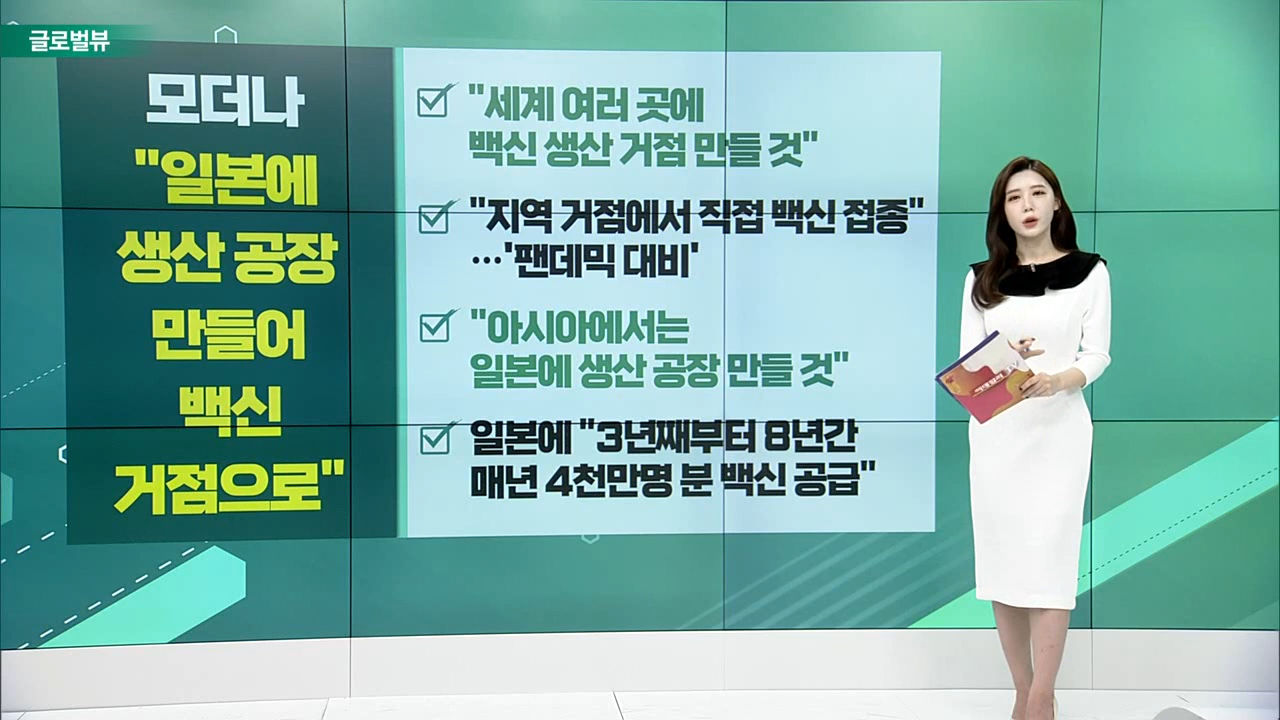 글로벌뷰
모더나
"일본에
생산 공장
만들어
백신
거점으로"
"세계 여러 곳에
백신 생산 거점 만들 것"
"지역 거점에서 직접 백신 접종"
…'팬데믹 대비'
"아시아에서는
일본에 생산 공장 만들 것"
일본에 "3년째부터 8년간
매년 4천만명 분 백신 공급"